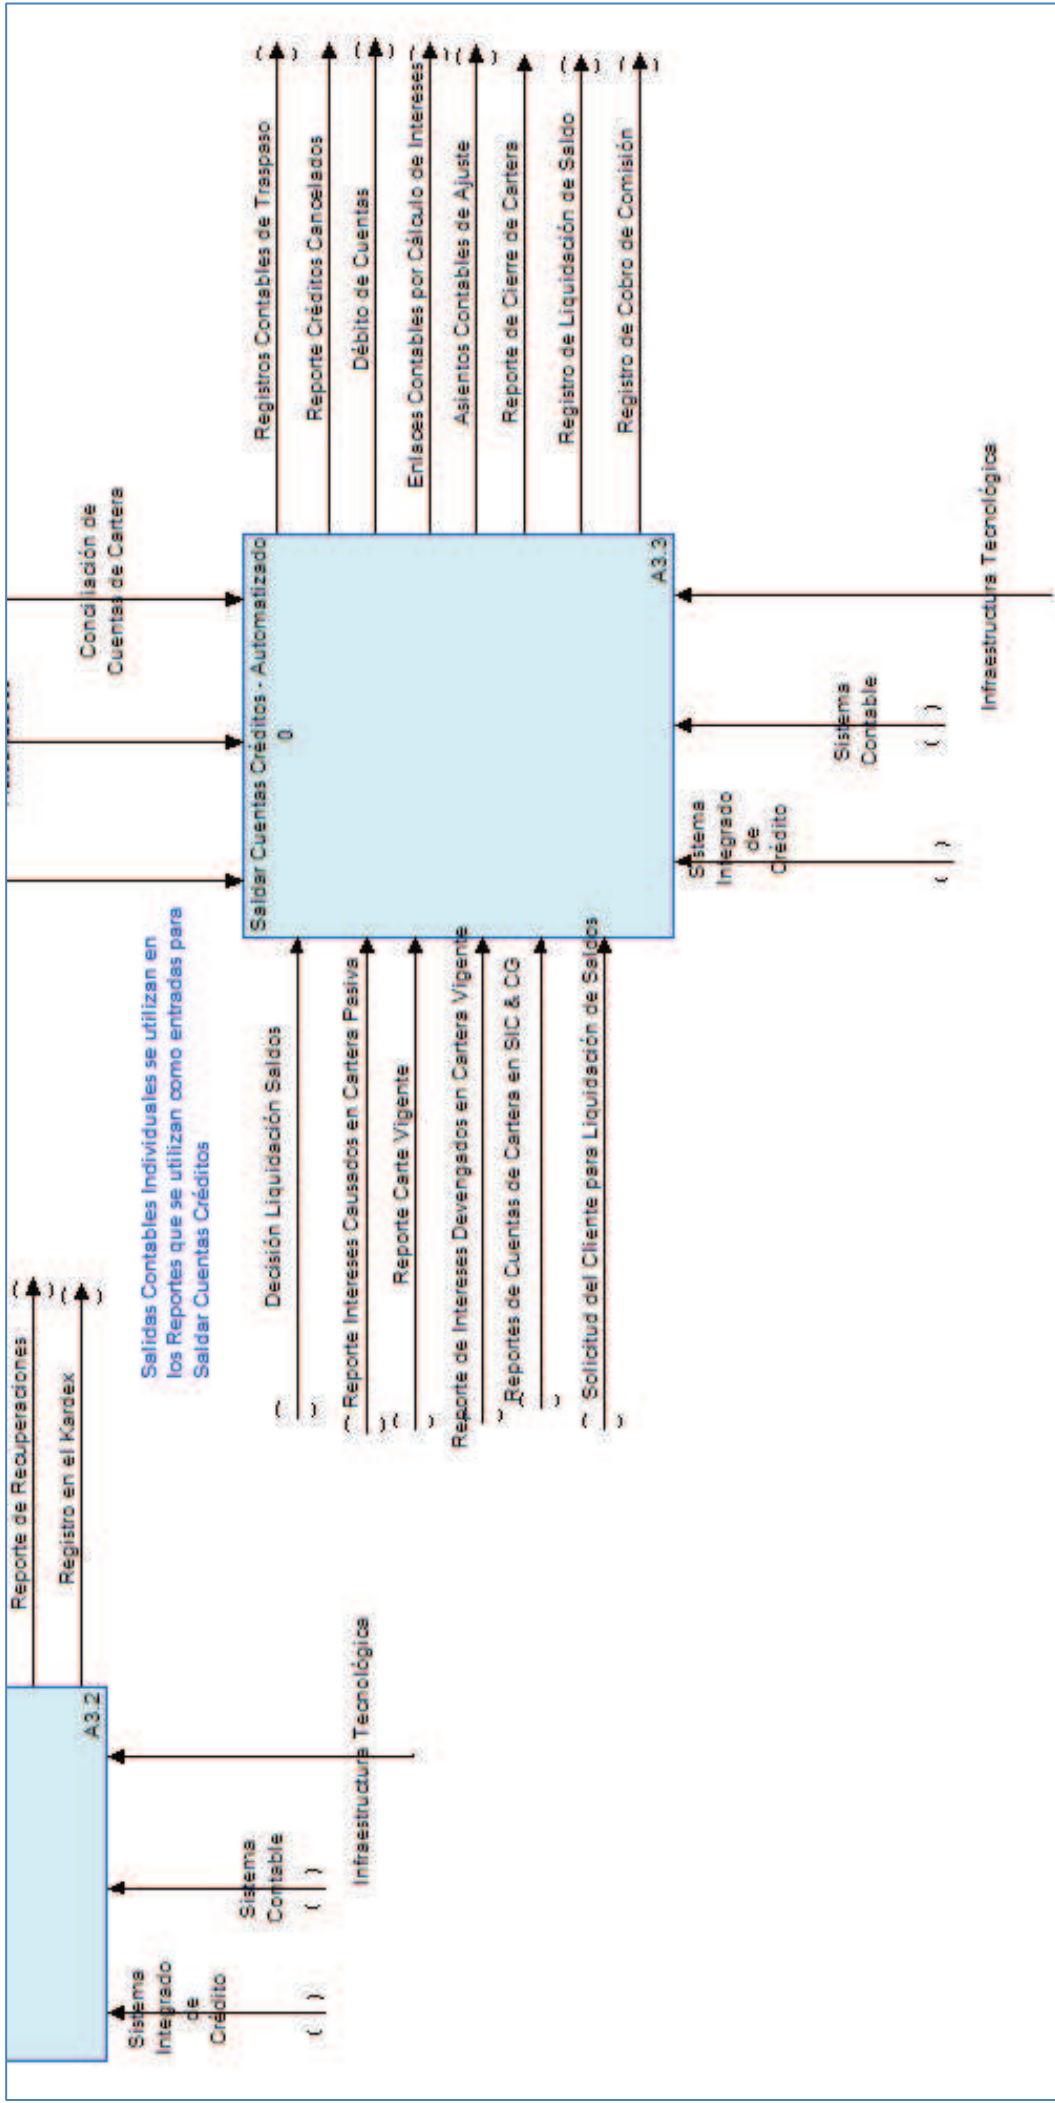 Reporte de Recuperaciones
Registro en el Kardex
A3.2
Sistema
Integrado
de
Crédito
Sistema
Contable
Infraestructura Tecnológica
Salidas Contables Individuales se utilizan en
los Reportes que se utilizan como entradas para
Saldar Cuentas Créditos
Conciliación de
Cuentas de Cartera
Decisión Liquidación Saldos
Reporte Intereses Causados en Cartera Pasiva
Reporte Carte Vigente
Reporte de Intereses Devengados en Cartera Vigente
Reportes de Cuentas de Cartera en SIC & CG
Solicitud del Cliente para Liquidación de Saldos
Saldar Cuentas Créditos - Automatizado
0
A3.3
Registros Contables de Traspaso
Reporte Créditos Cancelados
Débito de Cuentas
Enlaces Contables por Cálculo de Intereses
Asientos Contables de Ajuste
Reporte de Cierre de Cartera
Registro de Liquidación de Saldo
Registro de Cobro de Comisión
Sistema
Integrado
de
Crédito
Sistema
Contable
Infraestructura Tecnológica